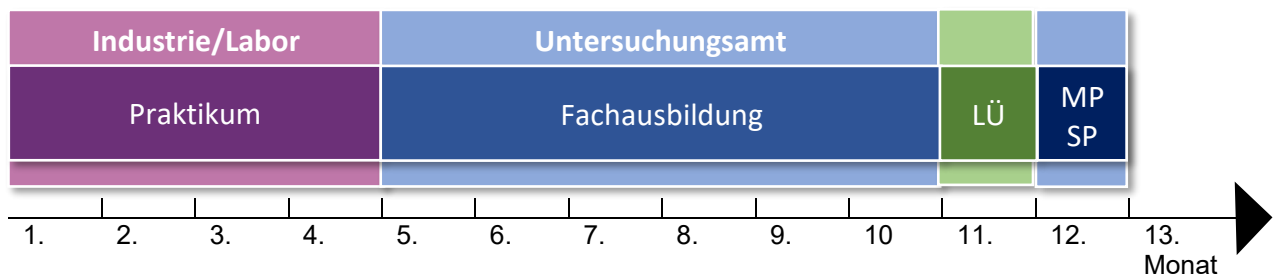 Industrie/Labor
Untersuchungsamt
Praktikum
Fachausbildung
LÜ
MP
SP
1. 2. 3. 4. 5. 6. 7. 8. 9. 10 11. 12. 13.
Monat